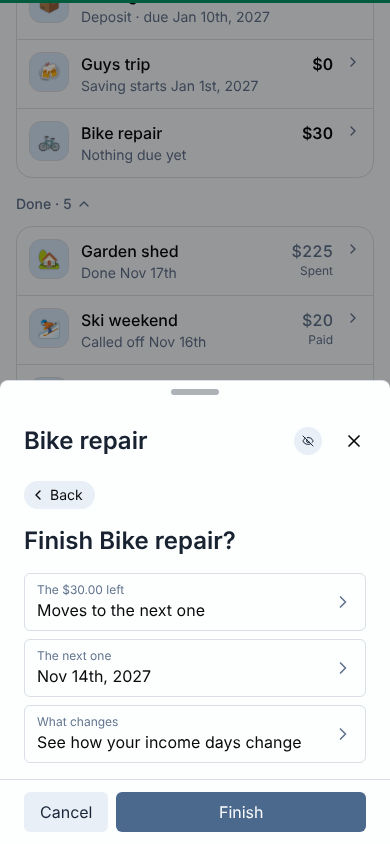 Deposit · due Jan 10th, 2027
Guys trip
$0
Saving starts Jan 1st, 2027
Bike repair
$30
Nothing due yet
Done · 5
Garden shed
$225
Done Nov 17th
Spent
Ski weekend
$20
Called off Nov 16th
Paid
Bike repair
Back
Finish Bike repair?
The $30.00 left
Moves to the next one
The next one
Nov 14th, 2027
What changes
See how your income days change
Cancel
Finish